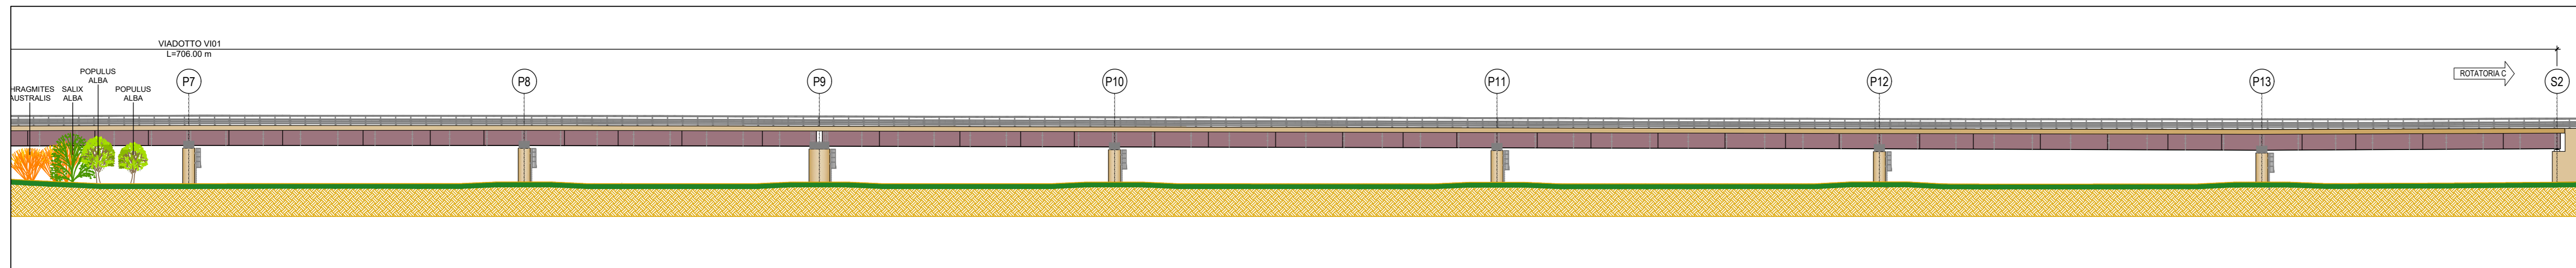 VIADOTTO VI01
L=706.00 m
POPULUS
ALBA
HRAGMITES
AUSTRALIS
SALIX
ALBA
POPULUS
ALBA
P7
P8
P9
P10
P11
P12
P13
ROTATORIA C
S2